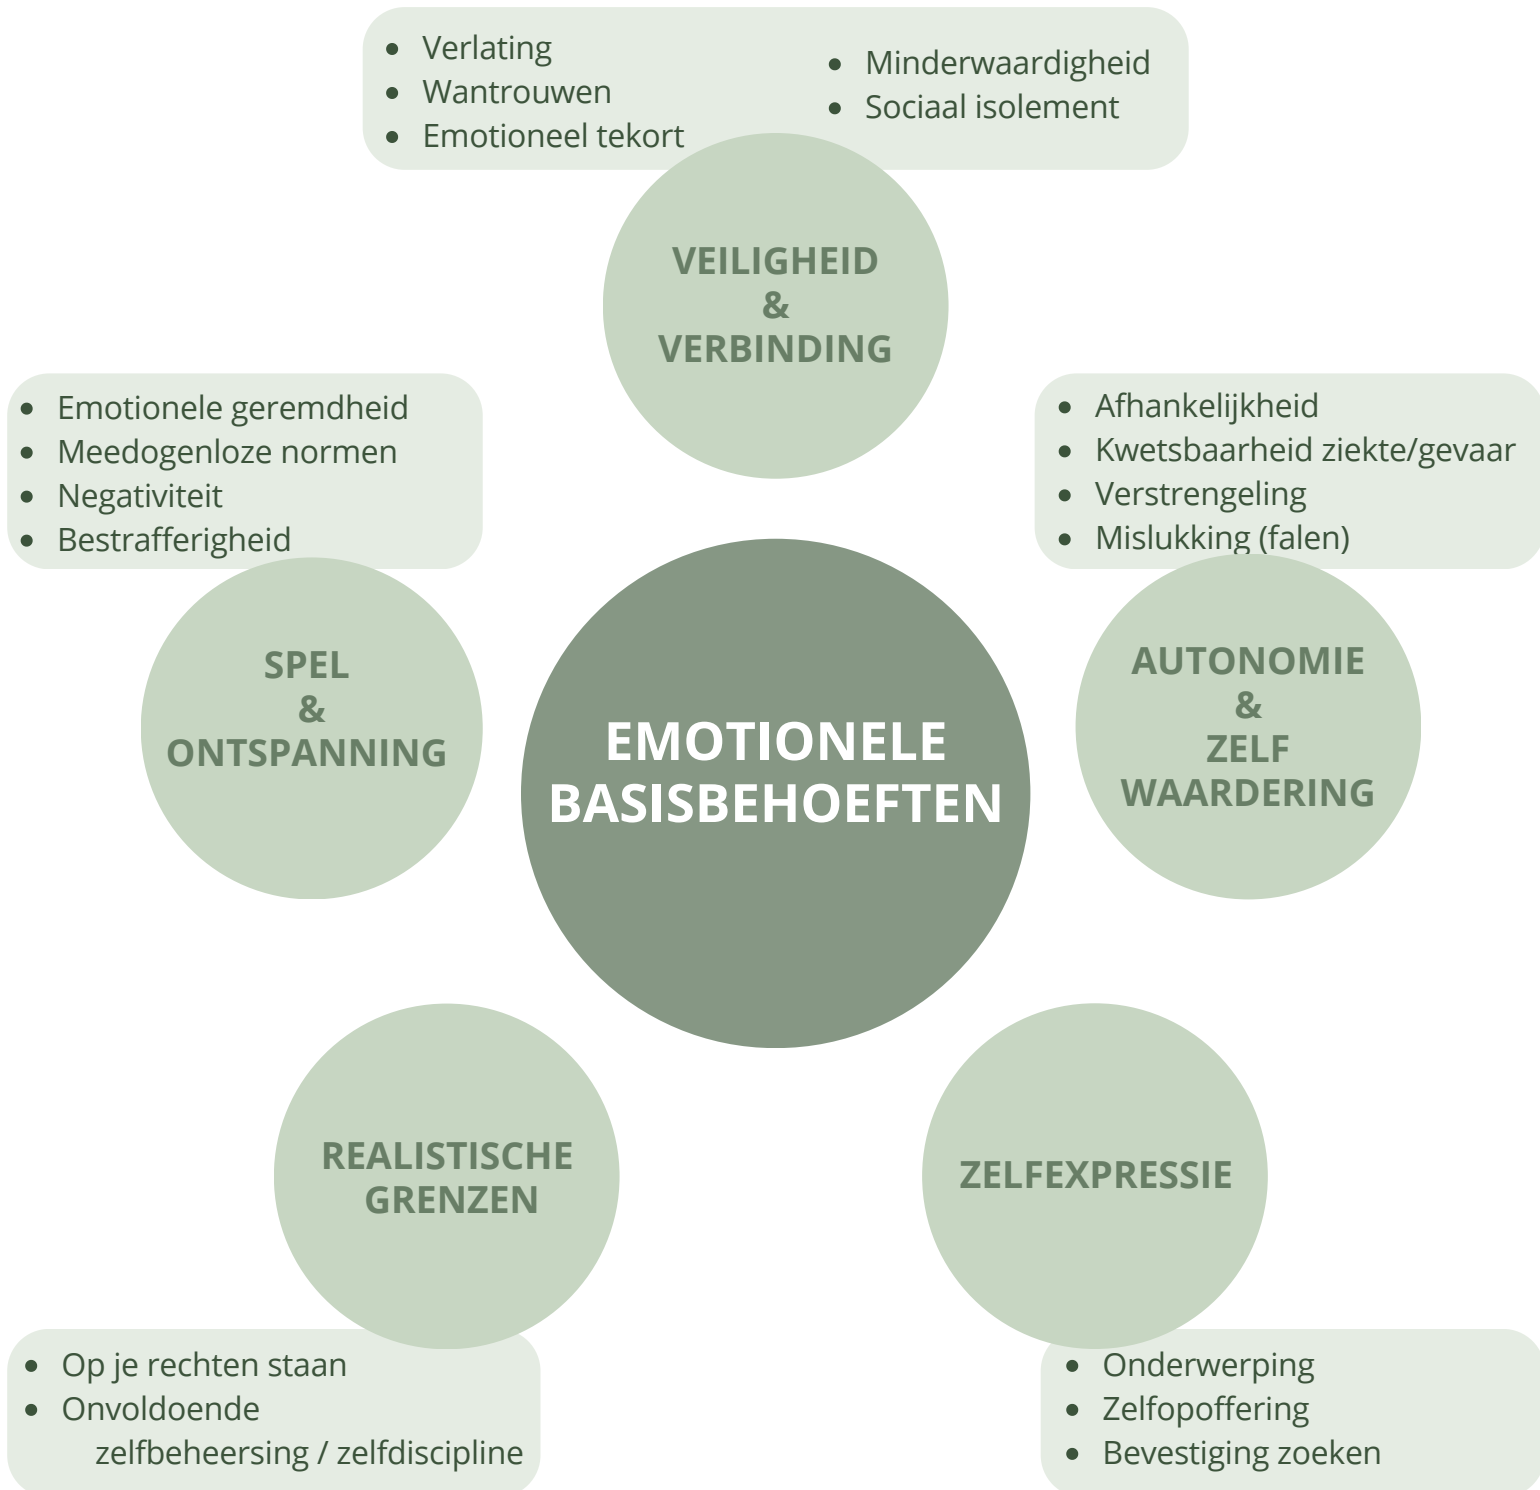 • Verlating
• Wantrouwen
• Emotioneel tekort
• Minderwaardigheid
• Sociaal isolement
VEILIGHEID
&
VERBINDING
• Emotionele geremdheid
• Meedogenloze normen
• Negativiteit
• Bestrafferigheid
SPEL
&
ONTSPANNING
• Afhankelijkheid
• Kwetsbaarheid ziekte/gevaar
• Verstrengeling
• Mislukking (falen)
AUTONOMIE
&
ZELF
WAARDERING
EMOTIONELE
BASISBEHOEFTEN
REALISTISCHE
GRENZEN
• Op je rechten staan
• Onvoldoende
zelfbeheersing / zelfdiscipline
ZELFEXPRESSIE
• Onderwerping
• Zelfopoffering
• Bevestiging zoeken